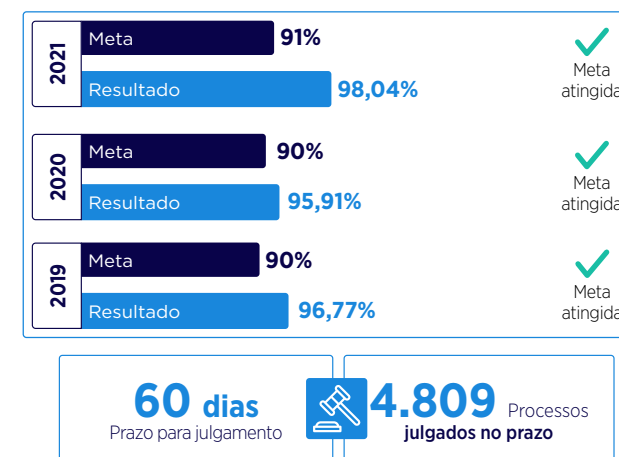 2021
Meta 91%
Resultado 98,04%
Meta
atingida
2020
Meta 90%
Resultado 95,91%
Meta
atingida
2019
Meta 90%
Resultado 96,77%
Meta
atingida
60 dias
Prazo para julgamento
4.809 Processos
julgados no prazo